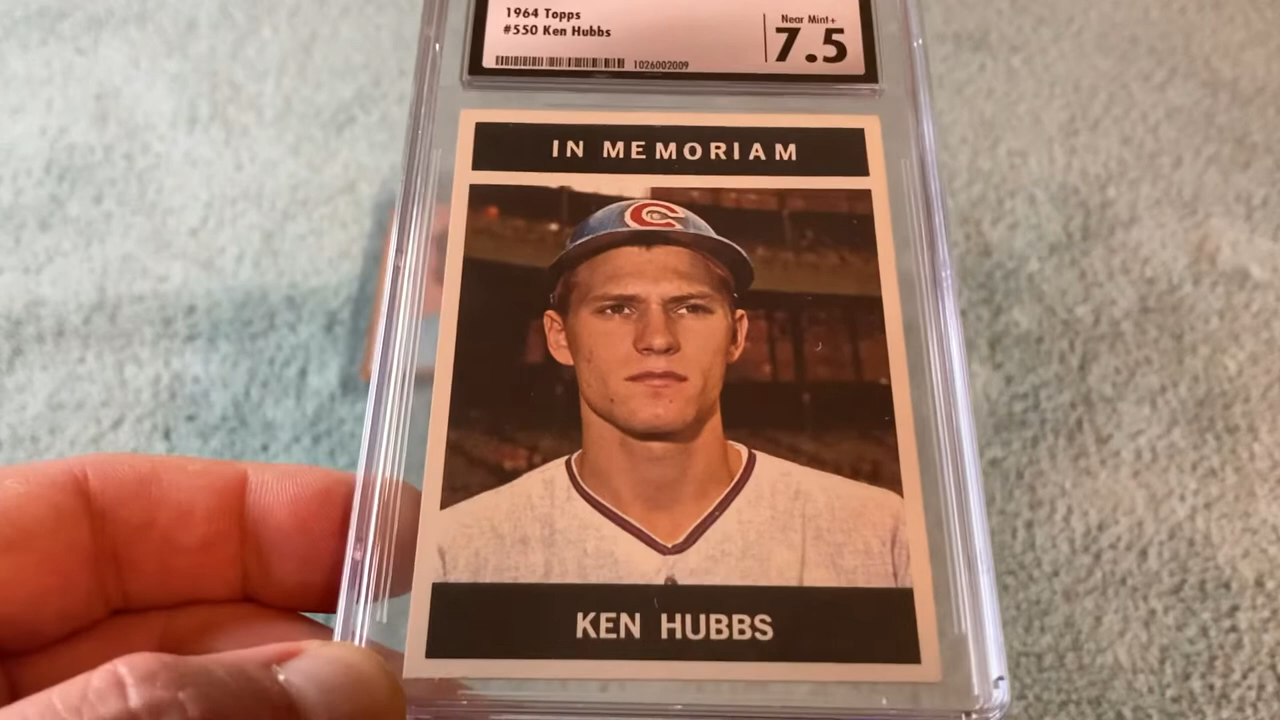 1964 Topps
#550 Ken Hubbs
Near Mint+
7.5
1026002009
IN MEMORIAM
C
KEN HUBBS